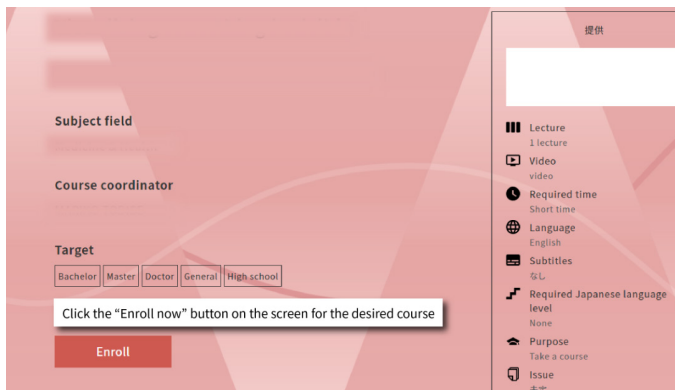 Subject field
Course coordinator
Target
Bachelor
Master
Doctor
General
High school
Click the “Enroll now” button on the screen for the desired course
Enroll
提供
Lecture
1 lecture
Video
video
Required time
Short time
Language
English
Subtitles
なし
Required Japanese language
level
None
Purpose
Take a course
Issue